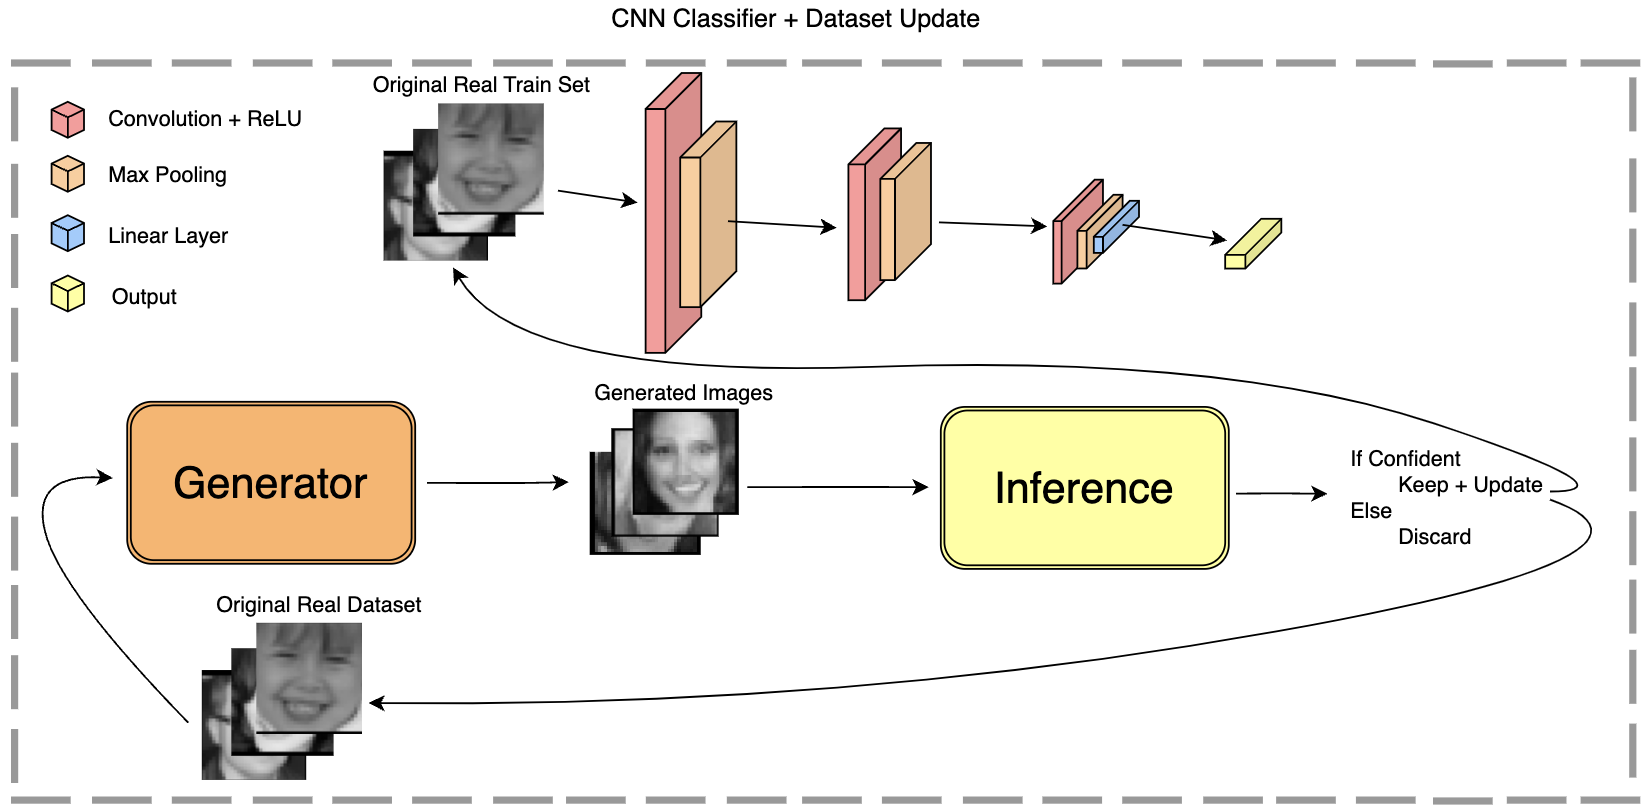 CNN Classifier + Dataset Update
Original Real Train Set
Convolution + ReLU
Max Pooling
Linear Layer
Output
Generated Images
Generator
Inference
If Confident
Keep + Update
Else
Discard
Original Real Dataset